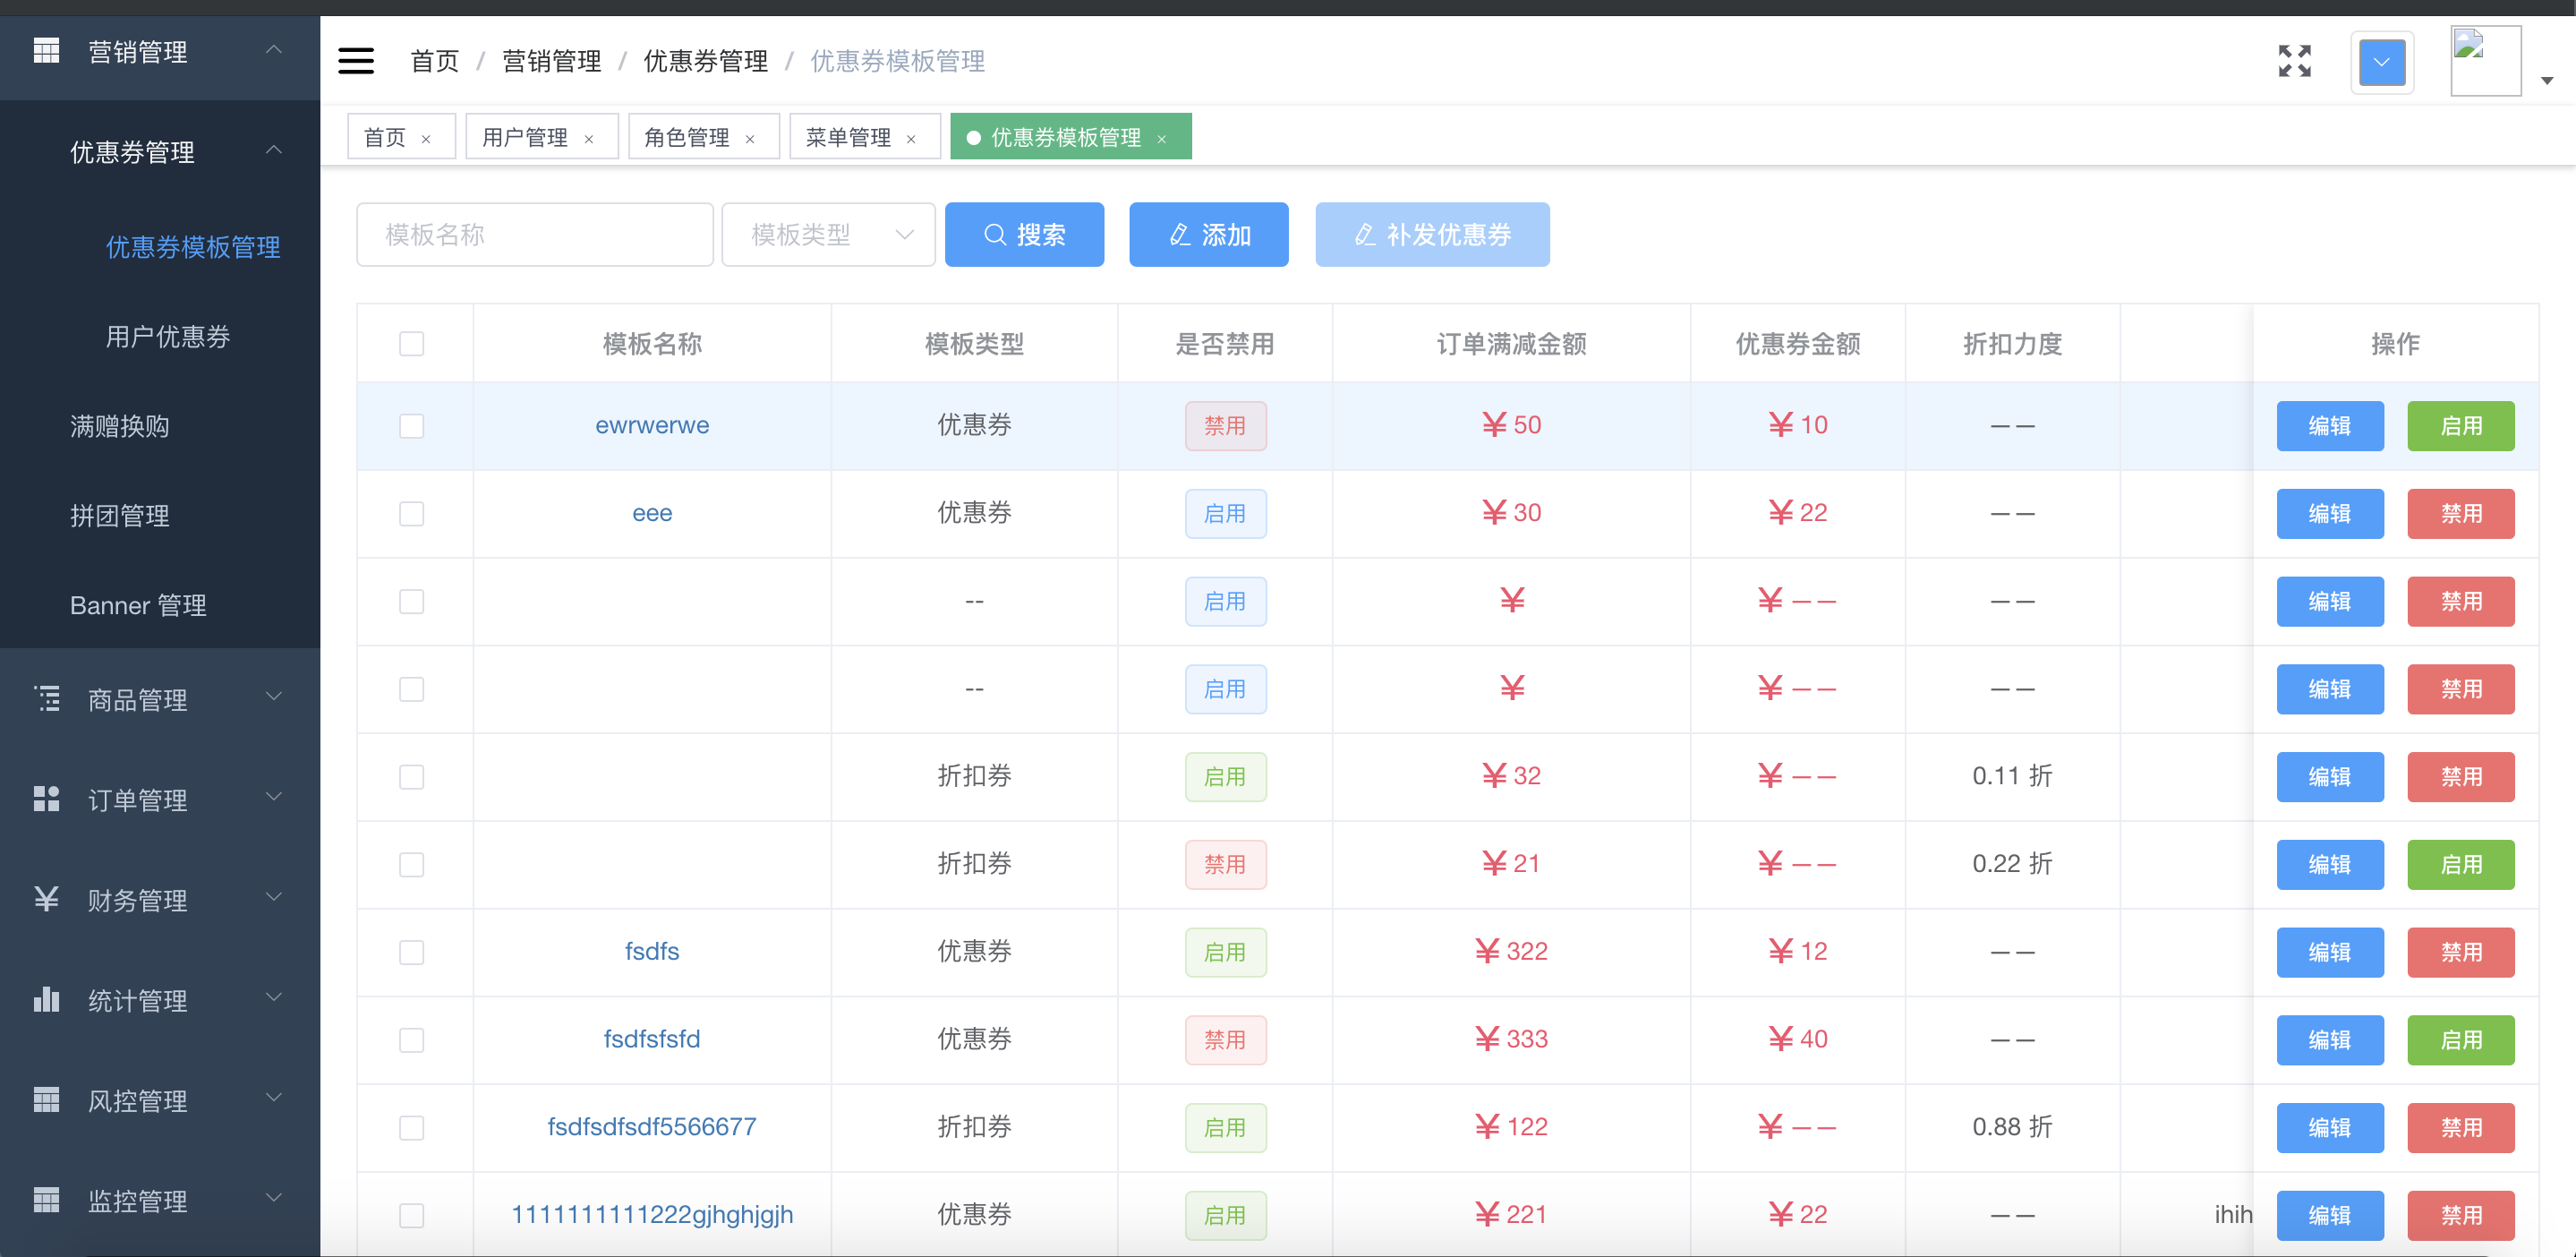 营销管理
优惠券管理
优惠券模板管理
用户优惠券
满赠换购
拼团管理
Banner 管理
商品管理
订单管理
财务管理
统计管理
风控管理
监控管理
首页 / 营销管理 / 优惠券管理 / 优惠券模板管理
首页 × 用户管理 × 角色管理 × 菜单管理 × 优惠券模板管理 ×
模板名称 模板类型 搜索 添加 补发优惠券
模板名称 模板类型 是否禁用 订单满减金额 优惠券金额 折扣力度 操作
ewrwerwe 优惠券 禁用 ¥ 50 ¥ 10 — — 编辑 启用
eee 优惠券 启用 ¥ 30 ¥ 22 — — 编辑 禁用
-- 启用 ¥ ¥ — — — — 编辑 禁用
-- 启用 ¥ ¥ — — — — 编辑 禁用
折扣券 启用 ¥ 32 ¥ — — 0.11 折 编辑 禁用
折扣券 禁用 ¥ 21 ¥ — — 0.22 折 编辑 启用
fsdfs 优惠券 启用 ¥ 322 ¥ 12 — — 编辑 禁用
fsdfsfsfd 优惠券 禁用 ¥ 333 ¥ 40 — — 编辑 启用
fsdfsdfsdf5566677 折扣券 启用 ¥ 122 ¥ — — 0.88 折 编辑 禁用
1111111111222gjhghjgjh 优惠券 启用 ¥ 221 ¥ 22 — — ihih 编辑 禁用